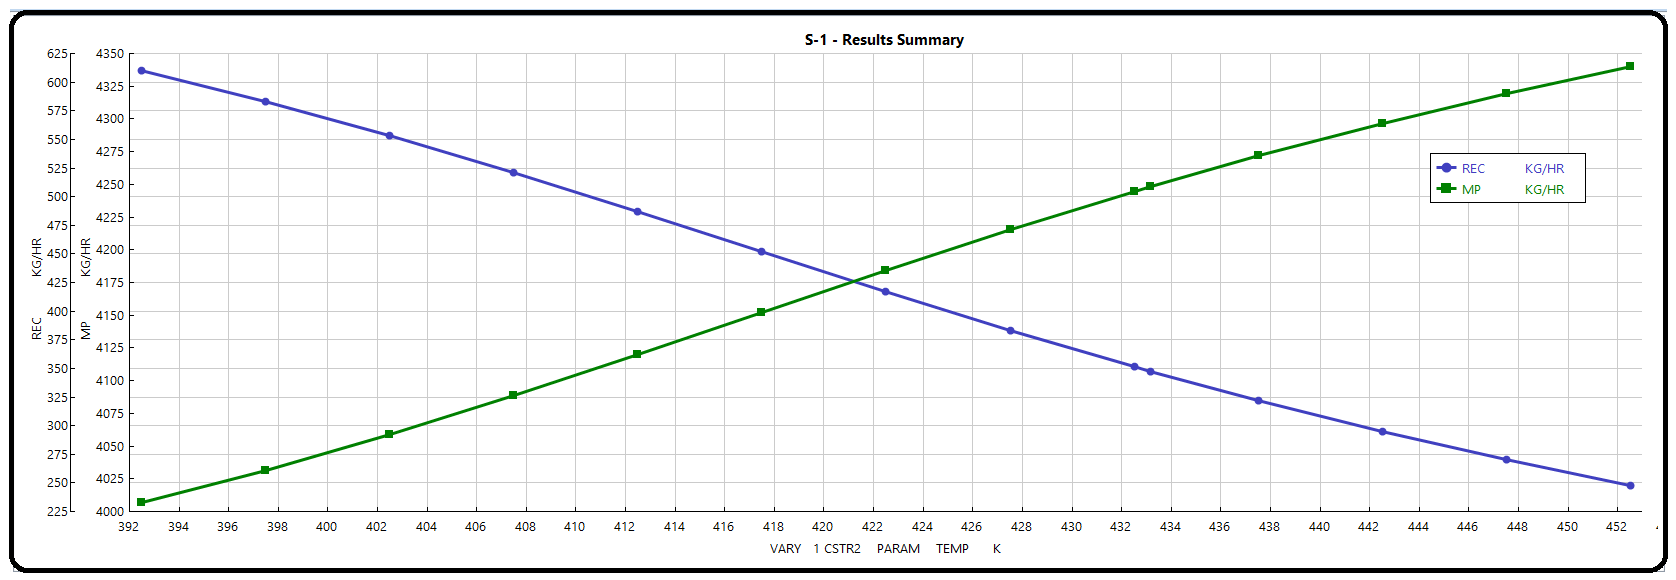 S-1 - Results Summary
625 4350
600 4325
575 4300
550 4275
525 4250
500 4225
475 4200
450 4175
425 4150
400 4125
375 4100
350 4075
325 4050
300 4025
275 4000
250
225
REC KG/HR
MP KG/HR
REC KG/HR
MP KG/HR
392 394 396 398 400 402 404 406 408 410 412 414 416 418 420 422 424 426 428 430 432 434 436 438 440 442 444 446 448 450 452
VARY 1 CSTR2 PARAM TEMP K